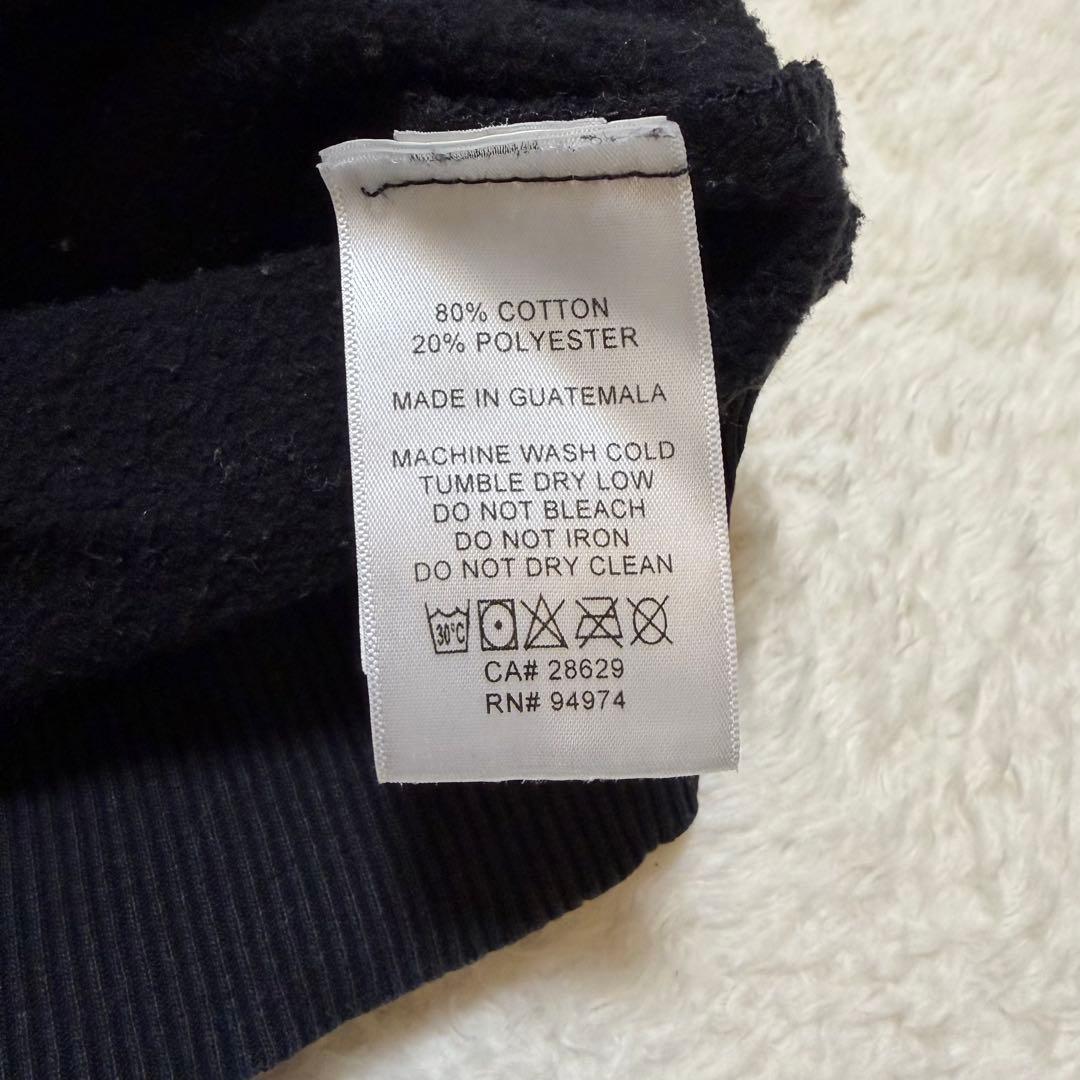 80% COTTON
20% POLYESTER
MADE IN GUATEMALA
MACHINE WASH COLD
TUMBLE DRY LOW
DO NOT BLEACH
DO NOT IRON
DO NOT DRY CLEAN
30°C
CA# 28629
RN# 94974